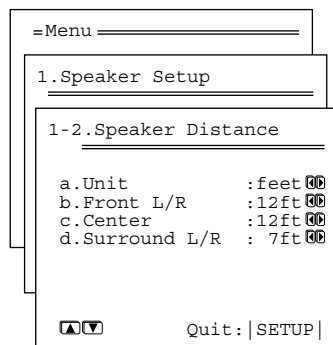 Menu
1.Speaker Setup
1-2.Speaker Distance
a.Unit :feet
b.Front L/R :12ft
c.Center :12ft
d.Surround L/R : 7ft
Quit:|SETUP|